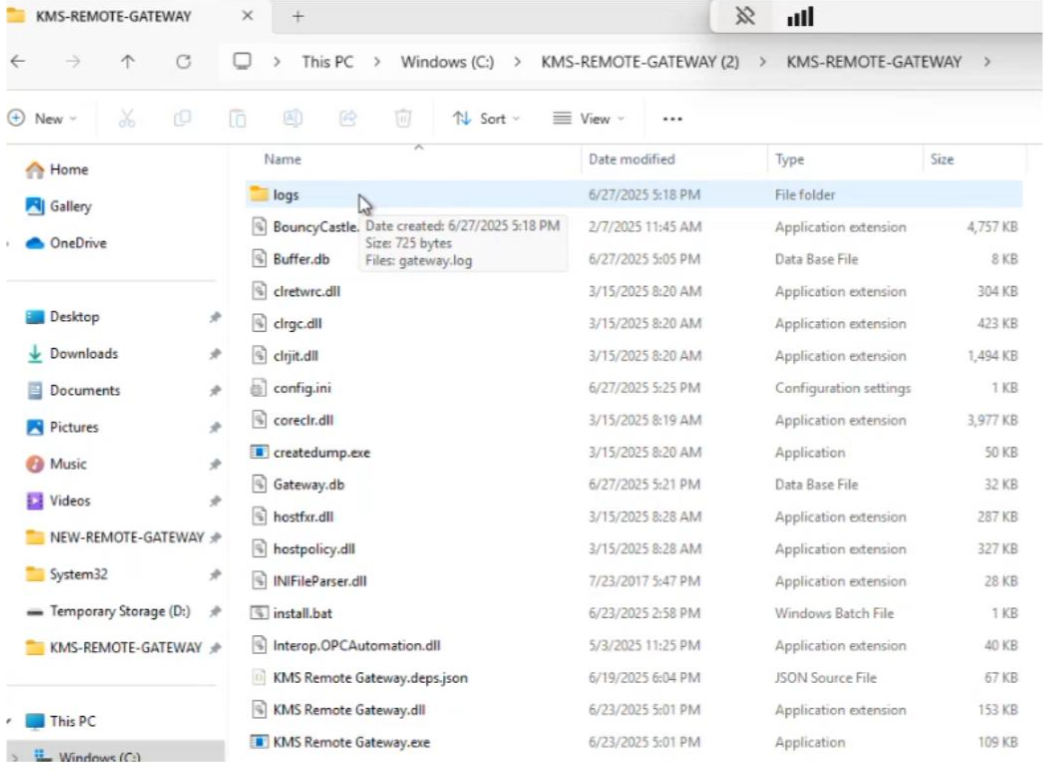 KMS-REMOTE-GATEWAY
This PC > Windows (C:) > KMS-REMOTE-GATEWAY (2) > KMS-REMOTE-GATEWAY >
New Sort View ...
Home
Gallery
OneDrive
Desktop
Downloads
Documents
Pictures
Music
Videos
NEW-REMOTE-GATEWAY
System32
Temporary Storage (D:)
KMS-REMOTE-GATEWAY
This PC
Windows (C:)
Name Date modified Type Size
logs 6/27/2025 5:18 PM File folder
BouncyCastle. 2/7/2025 11:45 AM Application extension 4,757 KB
Date created: 6/27/2025 5:18 PM
Size: 725 bytes
Files: gateway.log
Buffer.db 6/27/2025 5:05 PM Data Base File 8 KB
clretwrc.dll 3/15/2025 8:20 AM Application extension 304 KB
clrgc.dll 3/15/2025 8:20 AM Application extension 423 KB
clrjit.dll 3/15/2025 8:20 AM Application extension 1,494 KB
config.ini 6/27/2025 5:25 PM Configuration settings 1 KB
coreclr.dll 3/15/2025 8:19 AM Application extension 3,977 KB
createdump.exe 3/15/2025 8:20 AM Application 50 KB
Gateway.db 6/27/2025 5:21 PM Data Base File 32 KB
hostfxr.dll 3/15/2025 8:28 AM Application extension 287 KB
hostpolicy.dll 3/15/2025 8:28 AM Application extension 327 KB
INIFileParser.dll 7/23/2017 5:47 PM Application extension 28 KB
install.bat 6/23/2025 2:58 PM Windows Batch File 1 KB
Interop.OPCAutomation.dll 5/3/2025 11:25 PM Application extension 40 KB
KMS Remote Gateway.deps.json 6/19/2025 6:04 PM JSON Source File 67 KB
KMS Remote Gateway.dll 6/23/2025 5:01 PM Application extension 153 KB
KMS Remote Gateway.exe 6/23/2025 5:01 PM Application 109 KB